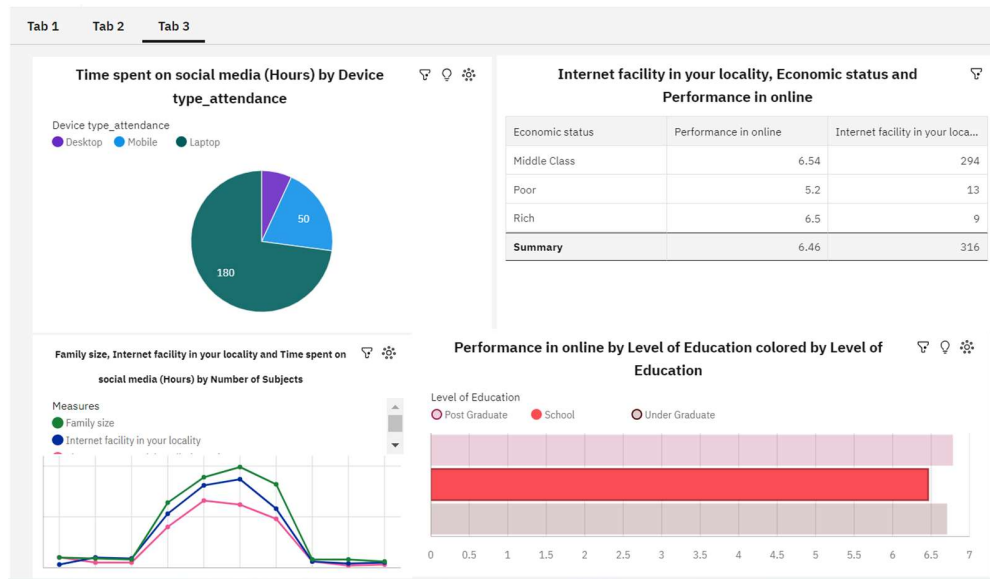 Tab 1 Tab 2 Tab 3
Time spent on social media (Hours) by Device
type_attendance
Device type_attendance
Desktop Mobile Laptop
50
180
Internet facility in your locality, Economic status and
Performance in online
Economic status Performance in online Internet facility in your loca...
Middle Class 6.54 294
Poor 5.2 13
Rich 6.5 9
Summary 6.46 316
Family size, Internet facility in your locality and Time spent on
social media (Hours) by Number of Subjects
Measures
Family size
Internet facility in your locality
Performance in online by Level of Education colored by Level of
Education
Level of Education
Post Graduate School Under Graduate
0 0.5 1 1.5 2 2.5 3 3.5 4 4.5 5 5.5 6 6.5 7